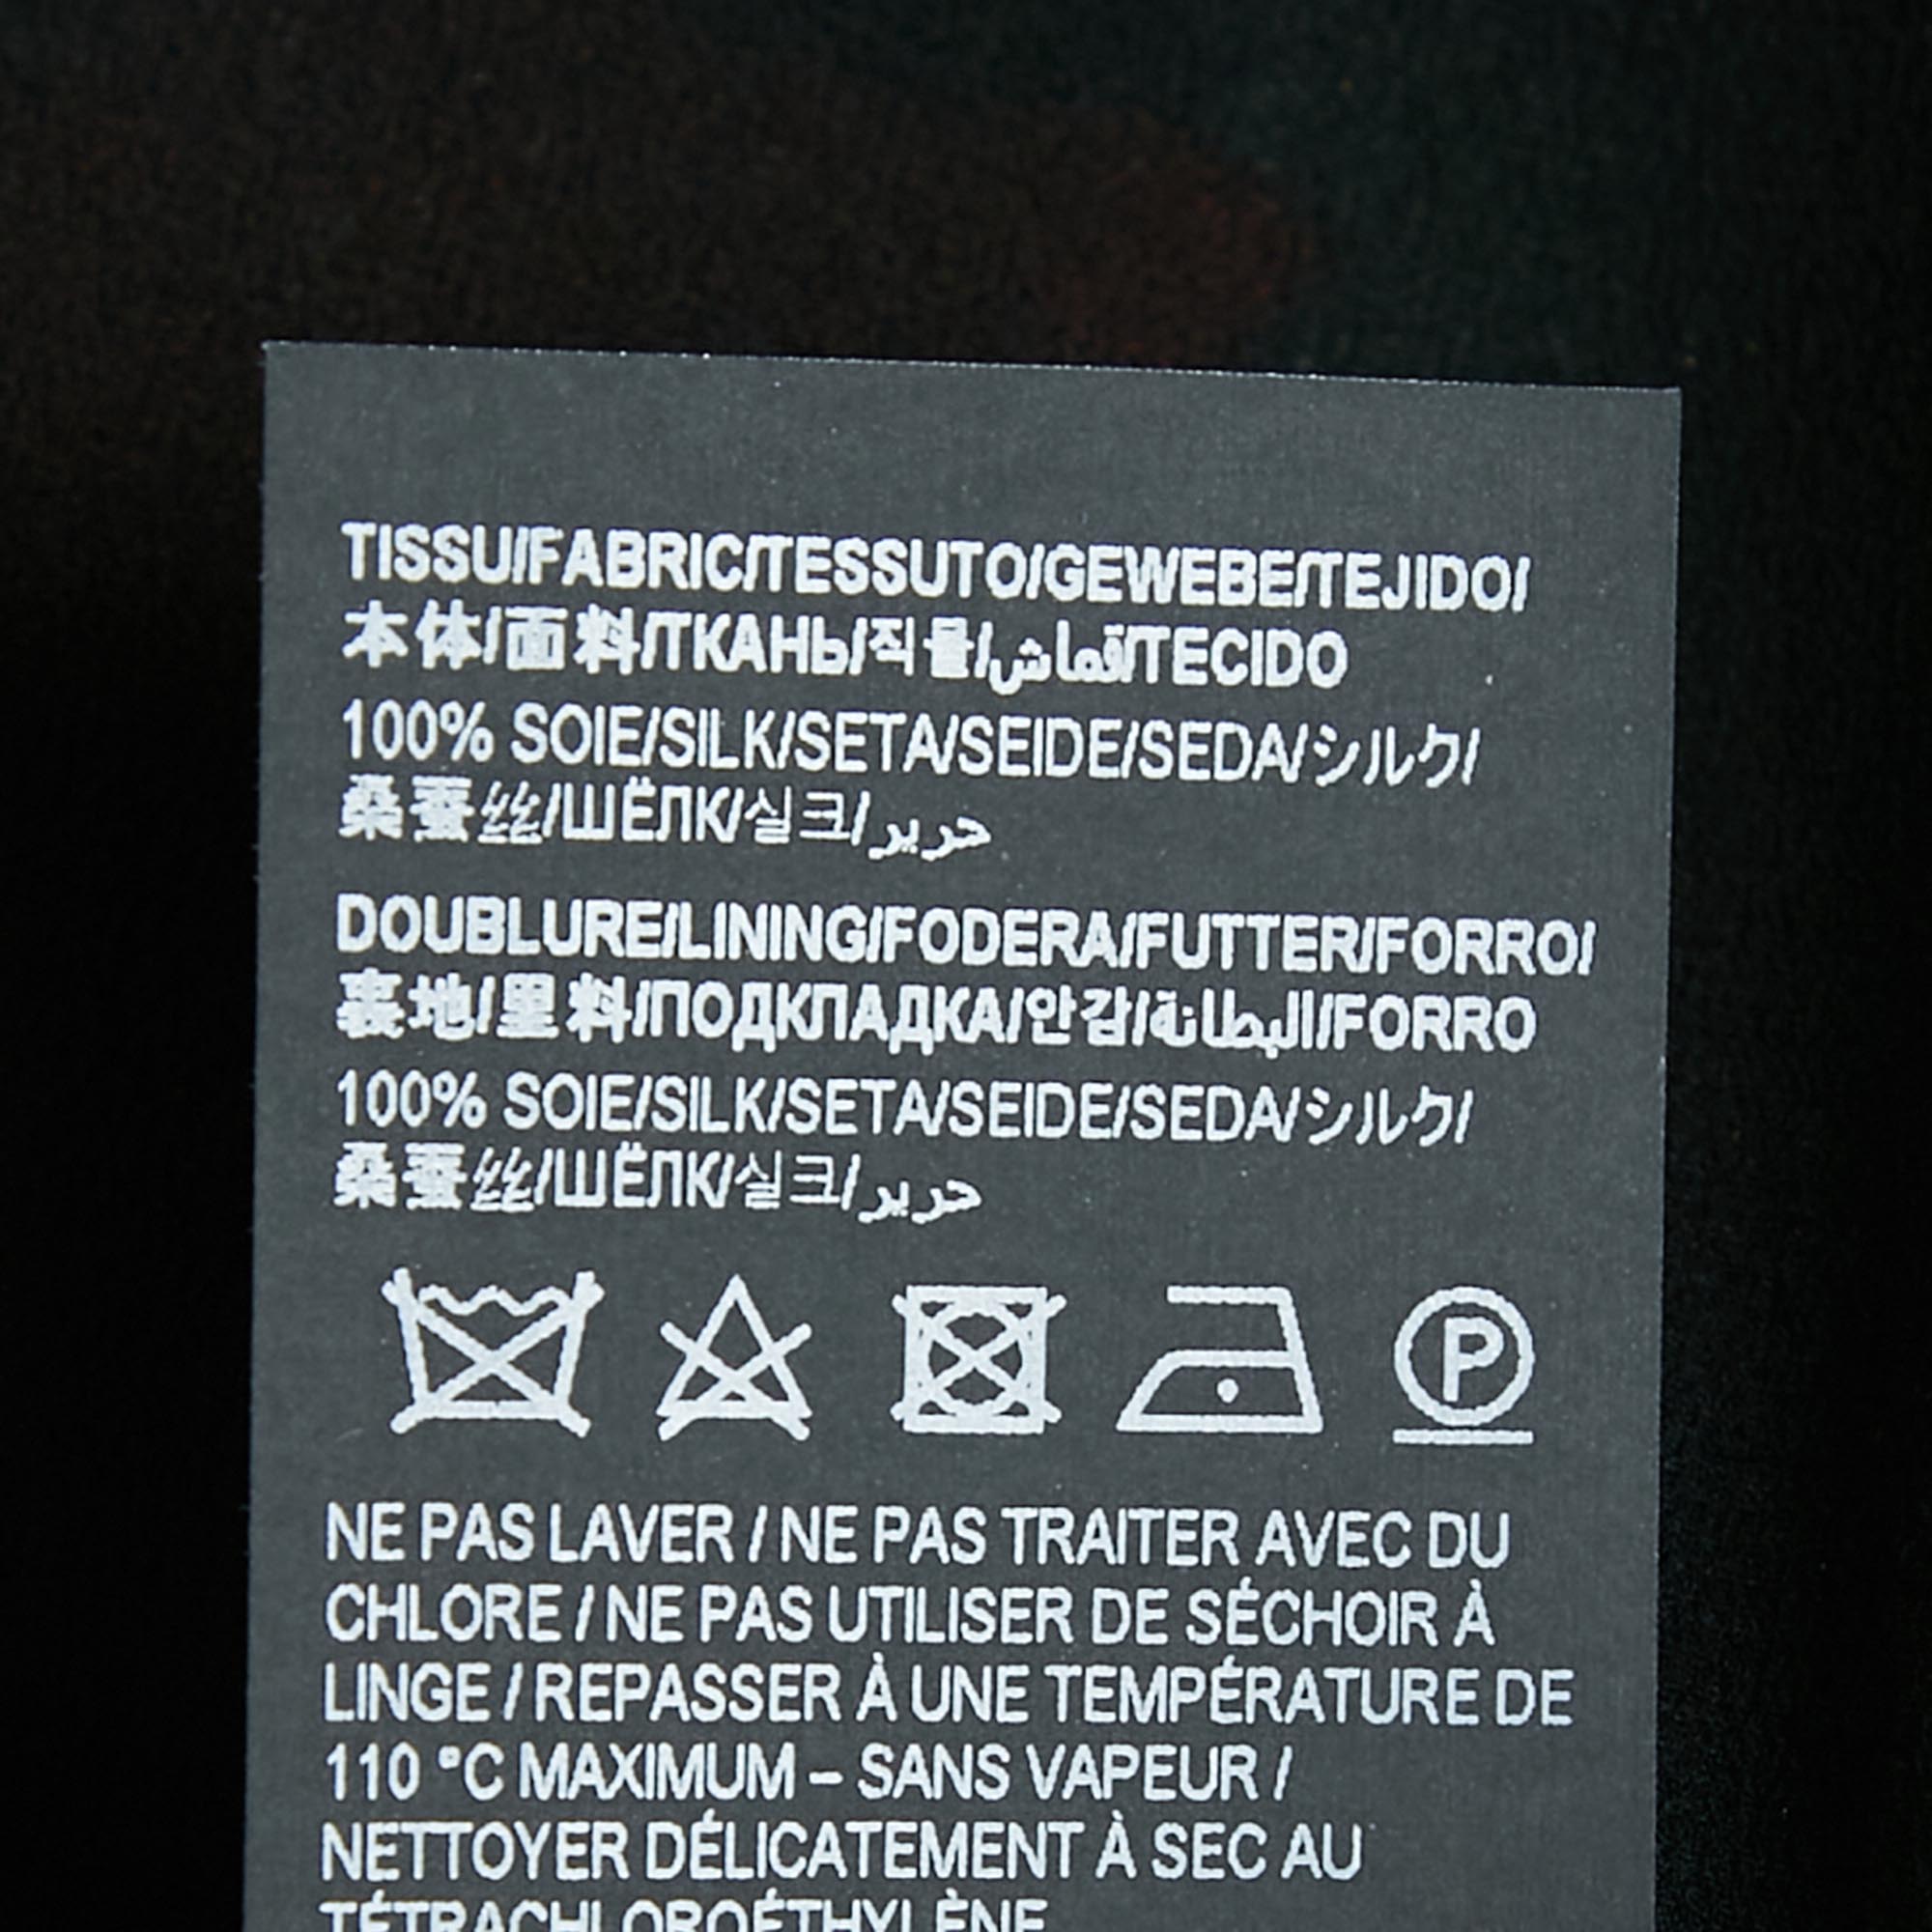 TISSU/FABRIC/TESSUTO/GEWEBE/TEJIDO/
本体/面料/ТКАНЬ/직물/قماش/TECIDO
100% SOIE/SILK/SETA/SEIDE/SEDA/シルク/
桑蚕丝/ШЁЛК/실크/حرير
DOUBLURE/LINING/FODERA/FUTTER/FORRO/
裏地/里料/ПОДКЛАДКА/안감/البطانة/FORRO
100% SOIE/SILK/SETA/SEIDE/SEDA/シルク/
桑蚕丝/ШЁЛК/실크/حرير
P
NE PAS LAVER / NE PAS TRAITER AVEC DU
CHLORE / NE PAS UTILISER DE SÉCHOIR À
LINGE / REPASSER À UNE TEMPÉRATURE DE
110 °C MAXIMUM – SANS VAPEUR /
NETTOYER DÉLICATEMENT À SEC AU
TÉTRACHLOROÉTHYLÈNE